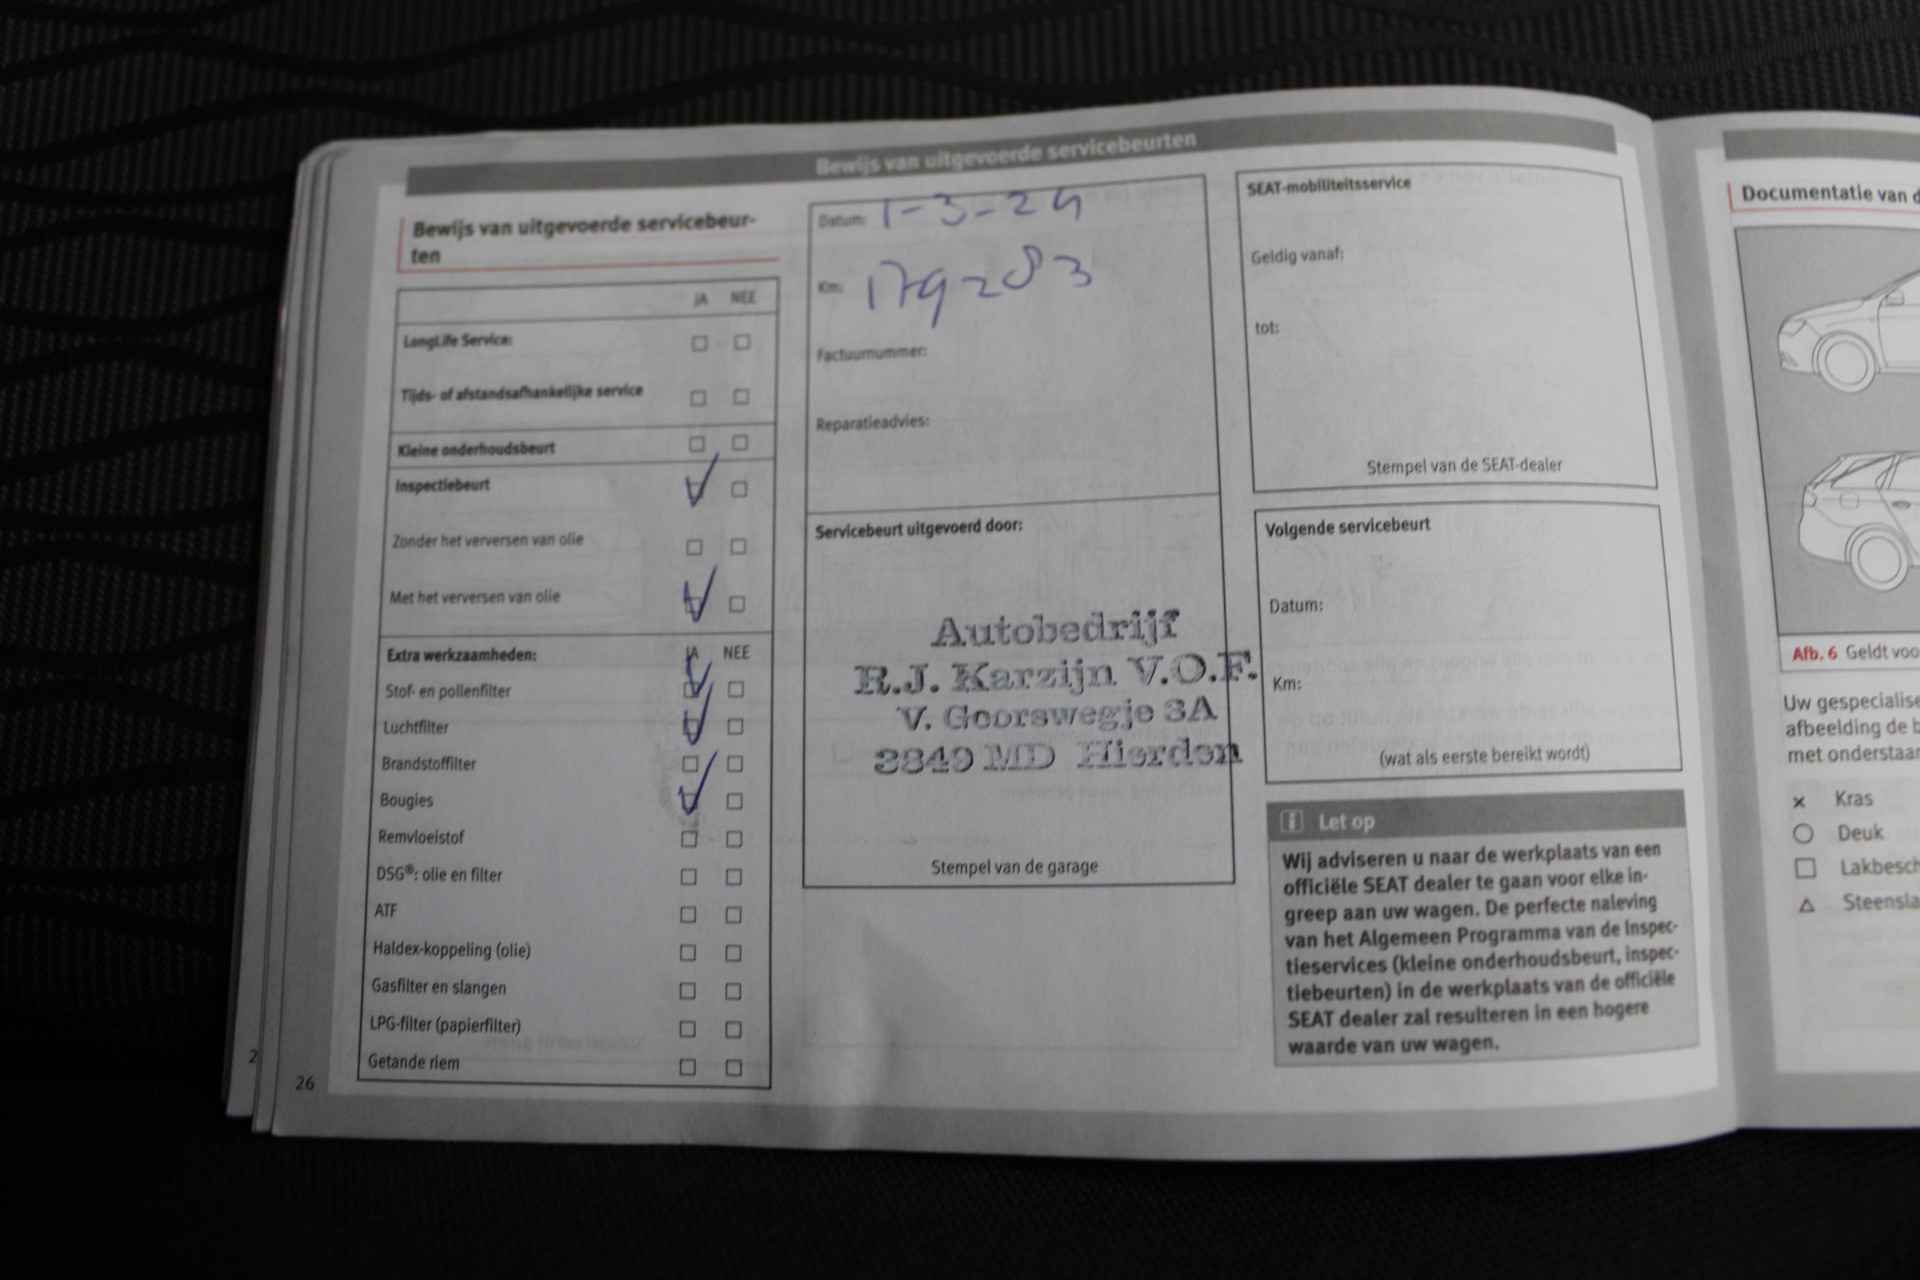 Bewijs van uitgevoerde servicebeurten
Bewijs van uitgevoerde servicebeur-
ten
JA NEE
LongLife Service:
Tijds- of afstandsafhankelijke service
Kleine onderhoudsbeurt
Inspectiebeurt
Zonder het verversen van olie
Met het verversen van olie
Extra werkzaamheden: JA NEE
Stof- en pollenfilter
Luchtfilter
Brandstoffilter
Bougies
Remvloeistof
DSG®: olie en filter
ATF
Haldex-koppeling (olie)
Gasfilter en slangen
LPG-filter (papierfilter)
Getande riem
26
2
Datum: 1-3-24
Km: 179283
Factuurnummer:
Reparatieadvies:
Servicebeurt uitgevoerd door:
Autobedrijf
R.J. Karzijn V.O.F.
V. Goorswegje 3A
3849 MD Hierden
Stempel van de garage
SEAT-mobiliteitsservice
Geldig vanaf:
tot:
Stempel van de SEAT-dealer
Volgende servicebeurt
Datum:
Km:
(wat als eerste bereikt wordt)
Let op
Wij adviseren u naar de werkplaats van een
officiële SEAT dealer te gaan voor elke in-
greep aan uw wagen. De perfecte naleving
van het Algemeen Programma van de Inspec-
tieservices (kleine onderhoudsbeurt, inspec-
tiebeurten) in de werkplaats van de officiële
SEAT dealer zal resulteren in een hogere
waarde van uw wagen.
Documentatie van d
Afb. 6 Geldt voo
Uw gespecialise
afbeelding de b
met onderstaan
Kras
Deuk
Lakbesch
Steensla